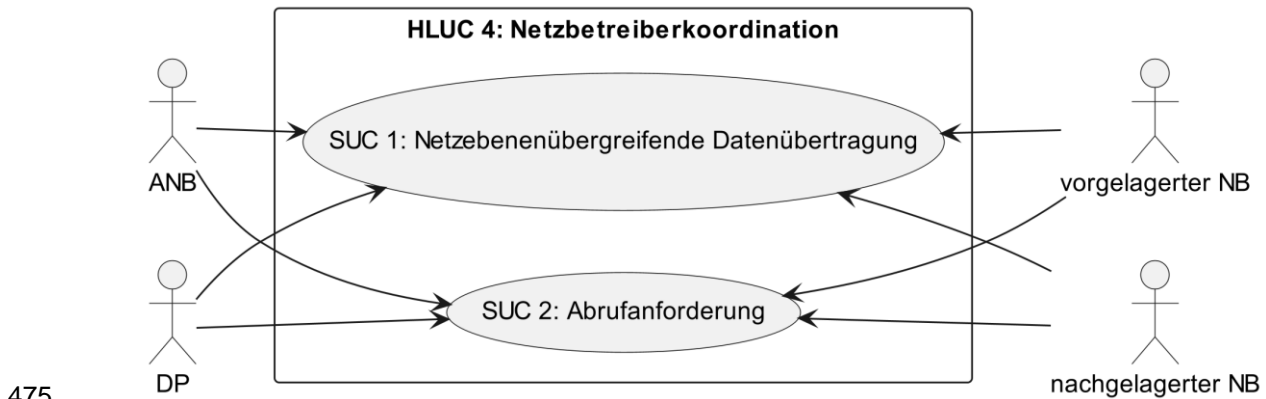 HLUC 4: Netzbetreiberkoordination
SUC 1: Netzebenenübergreifende Datenübertragung
ANB
vorgelagerter NB
SUC 2: Abrufanforderung
DP
nachgelagerter NB
475